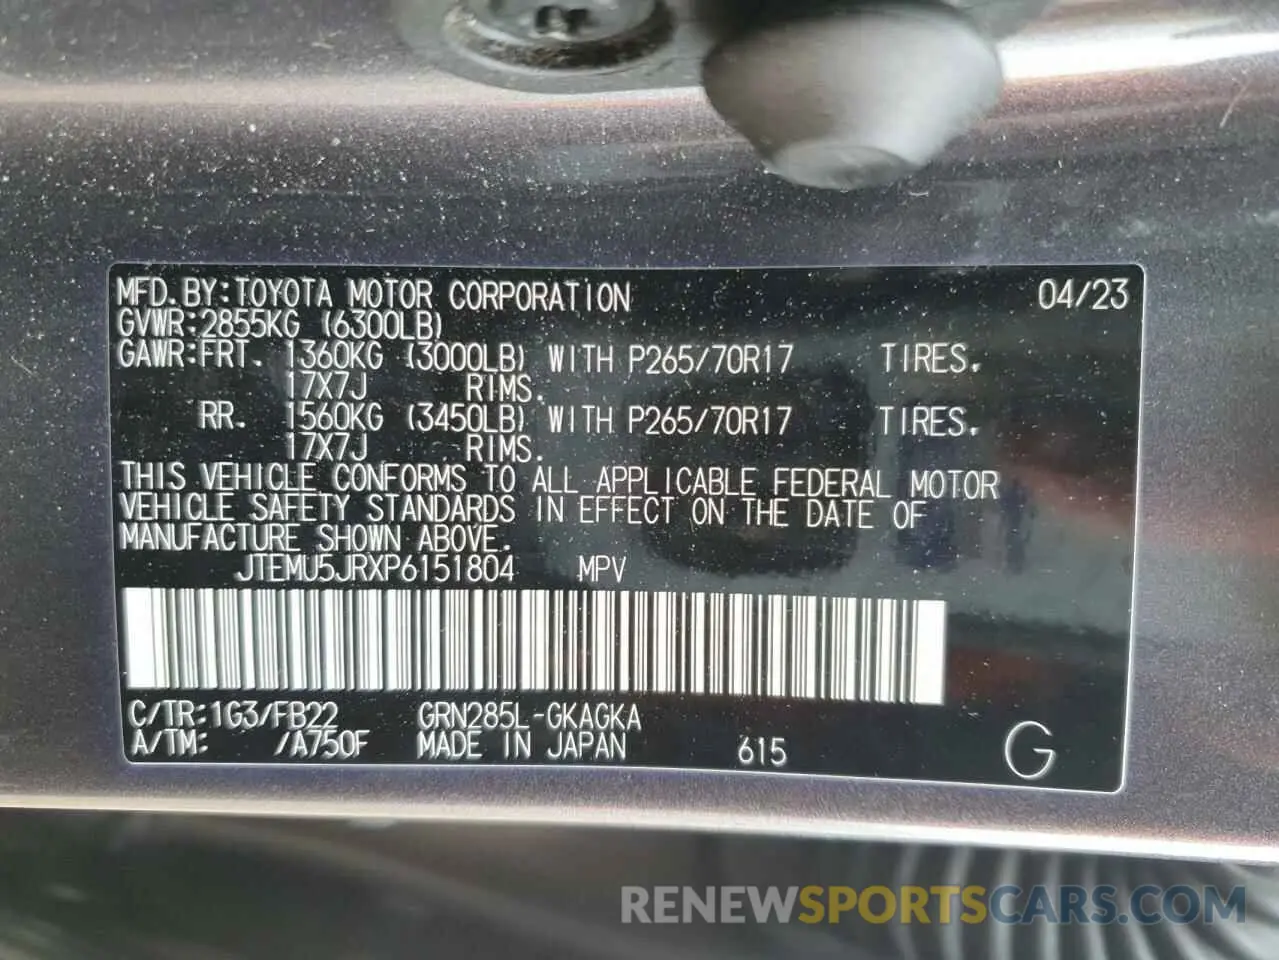 MFD.BY:TOYOTA MOTOR CORPORATION 04/23
GVWR:2855KG (6300LB)
GAWR:FRT. 1360KG (3000LB) WITH P265/70R17 TIRES.
17X7J RIMS.
RR. 1560KG (3450LB) WITH P265/70R17 TIRES.
17X7J RIMS.
THIS VEHICLE CONFORMS TO ALL APPLICABLE FEDERAL MOTOR
VEHICLE SAFETY STANDARDS IN EFFECT ON THE DATE OF
MANUFACTURE SHOWN ABOVE.
JTEMU5JRXP6151804 MPV
C/TR:1G3/FB22 GRN285L-GKAGKA
A/TM: /A750F MADE IN JAPAN 615 G
RENEWSPORTSCARS.COM